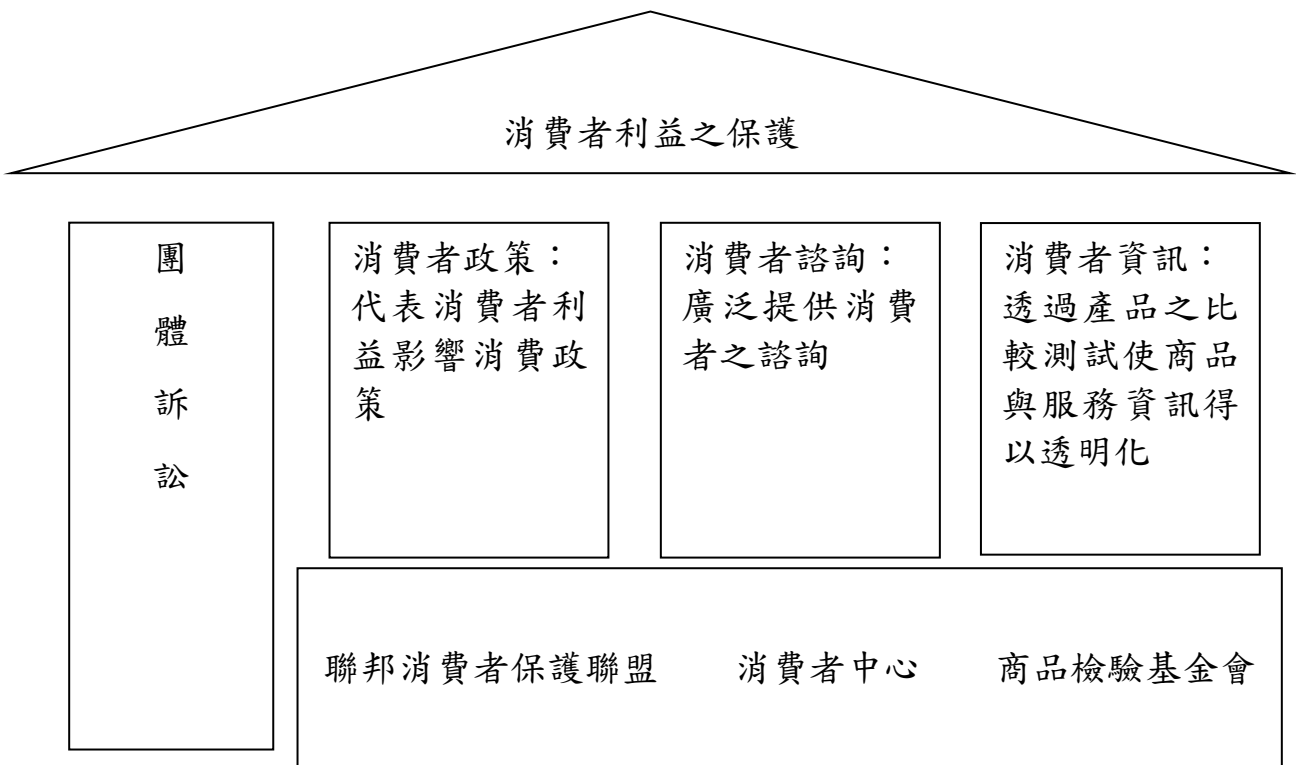 消費者利益之保護
團
體
訴
訟
消費者政策：
代表消費者利
益影響消費政
策
消費者諮詢：
廣泛提供消費
者之諮詢
消費者資訊：
透過產品之比
較測試使商品
與服務資訊得
以透明化
聯邦消費者保護聯盟 消費者中心 商品檢驗基金會